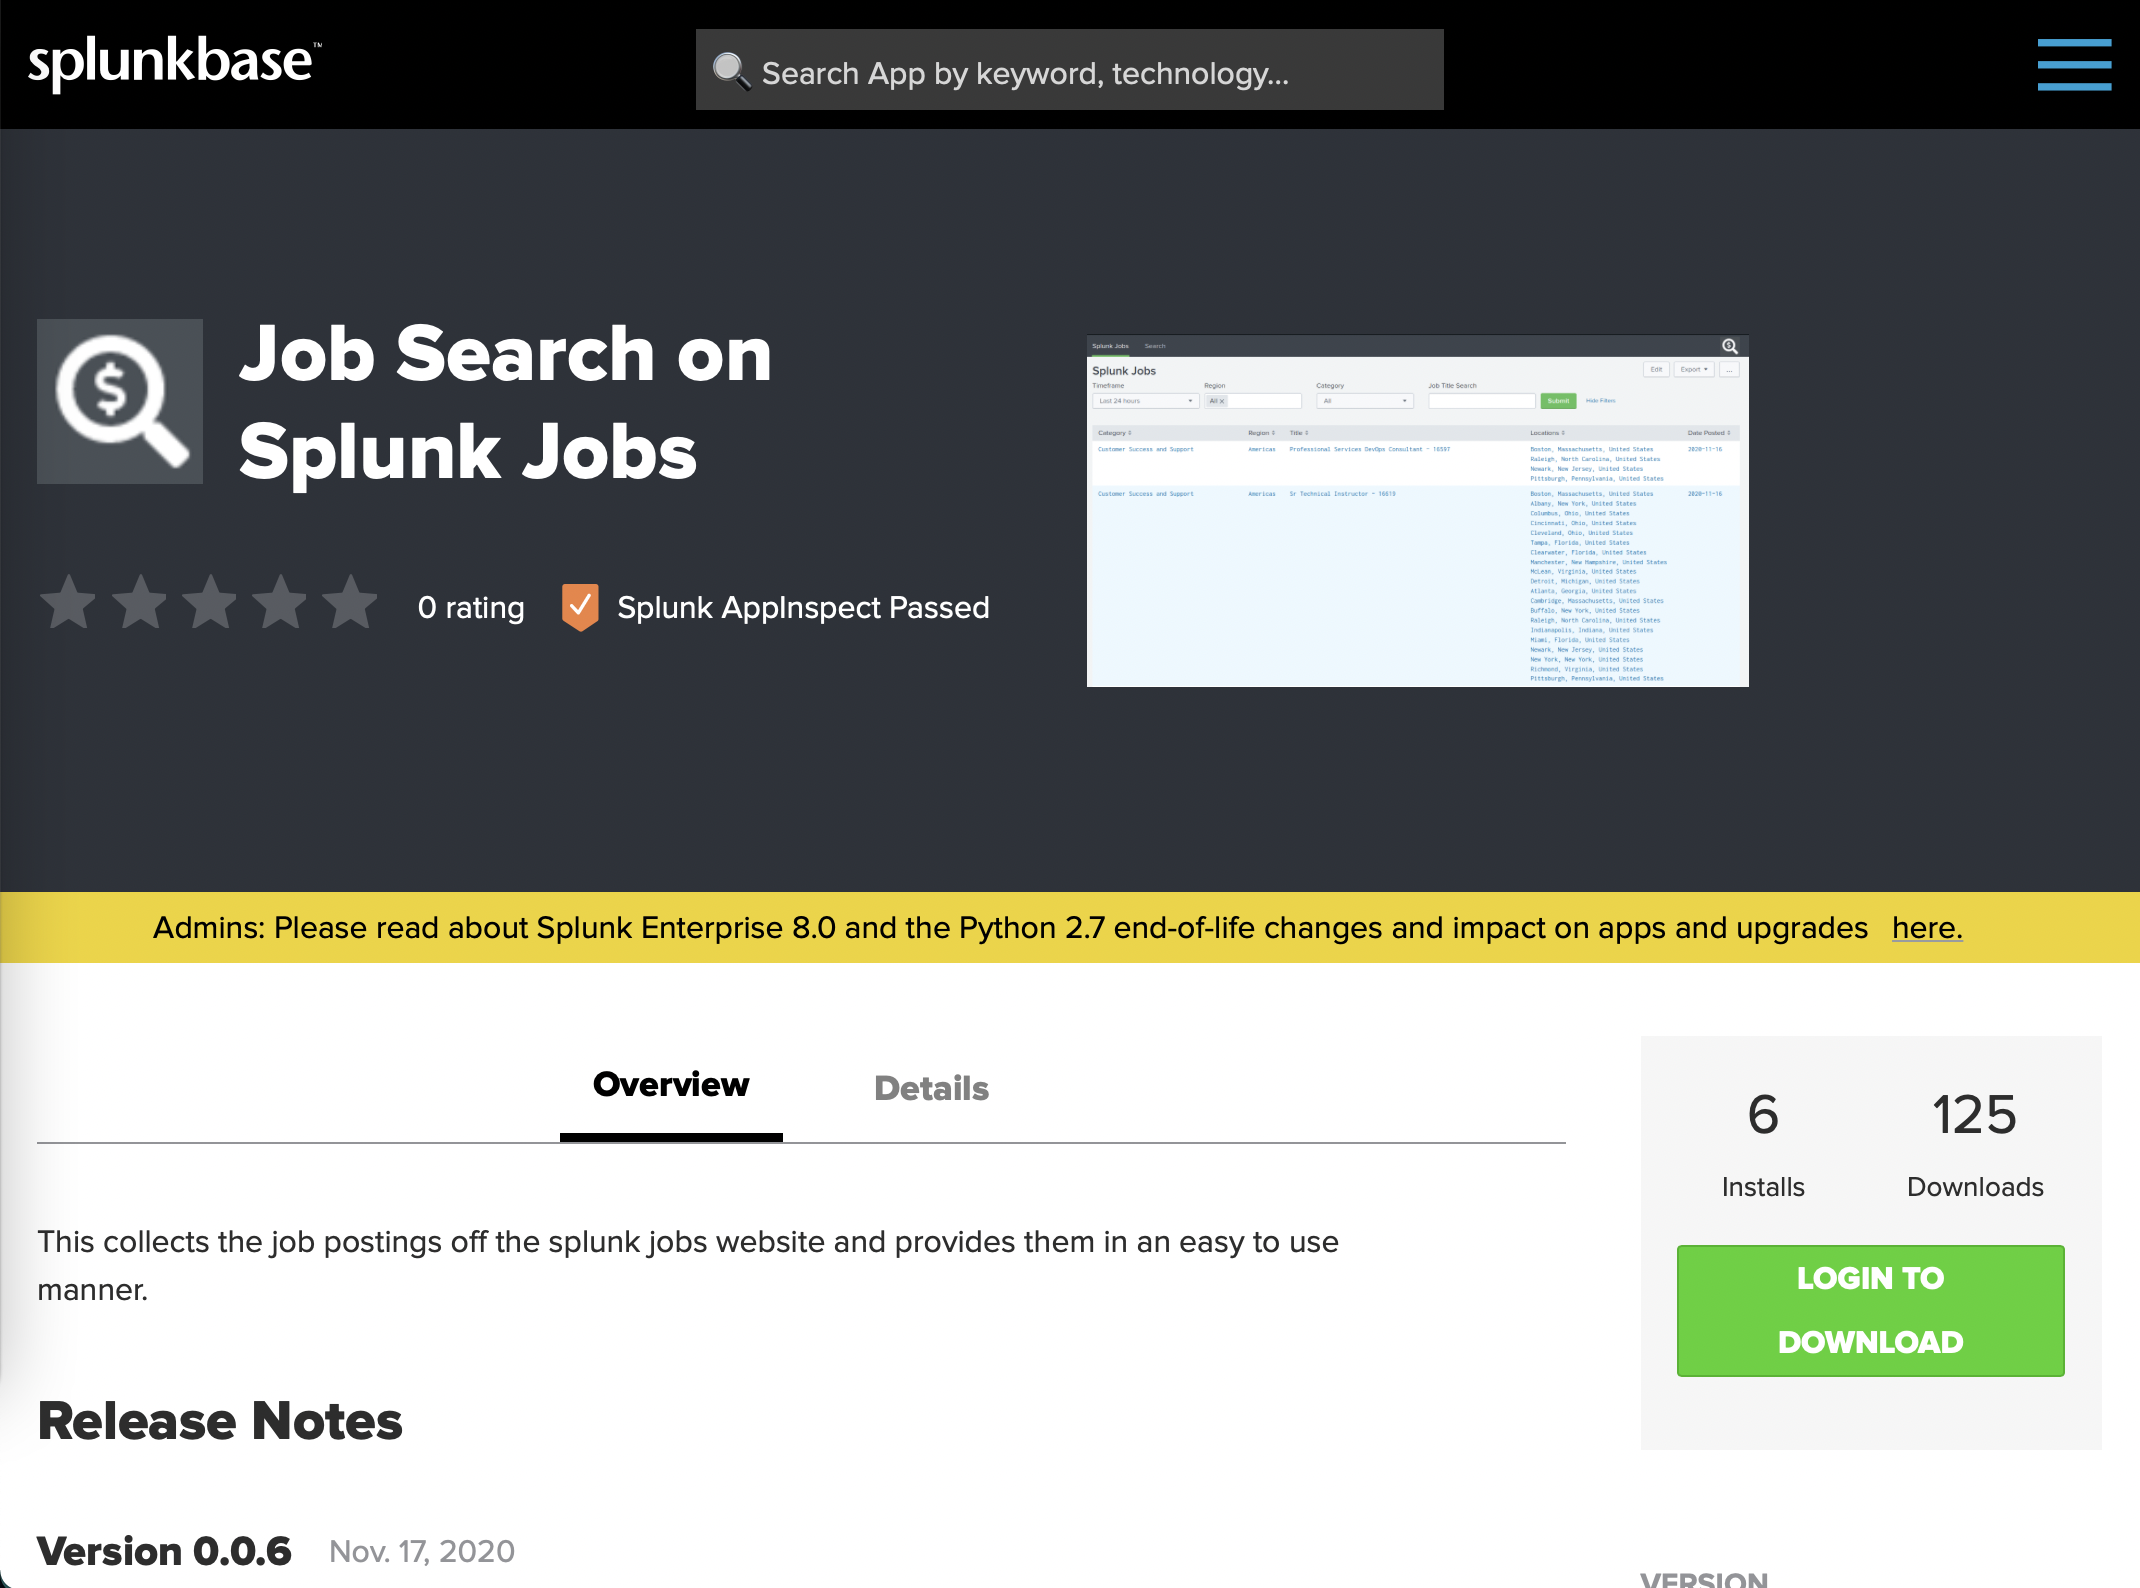 splunkbase™
Search App by keyword, technology...
Job Search on
Splunk Jobs
0 rating
Splunk AppInspect Passed
Splunk Jobs Search
Splunk Jobs
Edit Export ...
Timeframe Region Category Job Title Search
Last 24 hours All x All Submit Hide Filters
Category Region Title Locations Date Posted
Customer Success and Support Americas Professional Services DevOps Consultant - 16597 Boston, Massachusetts, United States 2020-11-16
Raleigh, North Carolina, United States
Newark, New Jersey, United States
Pittsburgh, Pennsylvania, United States
Customer Success and Support Americas Sr Technical Instructor - 16619 Boston, Massachusetts, United States 2020-11-16
Albany, New York, United States
Columbus, Ohio, United States
Cincinnati, Ohio, United States
Cleveland, Ohio, United States
Tampa, Florida, United States
Clearwater, Florida, United States
Manchester, New Hampshire, United States
McLean, Virginia, United States
Detroit, Michigan, United States
Atlanta, Georgia, United States
Cambridge, Massachusetts, United States
Buffalo, New York, United States
Raleigh, North Carolina, United States
Indianapolis, Indiana, United States
Miami, Florida, United States
Newark, New Jersey, United States
New York, New York, United States
Richmond, Virginia, United States
Pittsburgh, Pennsylvania, United States
Admins: Please read about Splunk Enterprise 8.0 and the Python 2.7 end-of-life changes and impact on apps and upgrades here.
Overview Details
This collects the job postings off the splunk jobs website and provides them in an easy to use
manner.
Release Notes
Version 0.0.6 Nov. 17, 2020
6 125
Installs Downloads
LOGIN TO
DOWNLOAD
VERSION